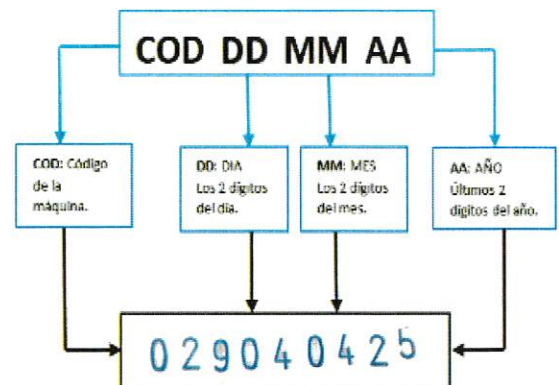 COD DD MM AA
COD: Código
de la
máquina.
DD: DIA
Los 2 dígitos
del día.
MM: MES
Los 2 dígitos
del mes.
AA: AÑO
Últimos 2
dígitos del año.
029040425